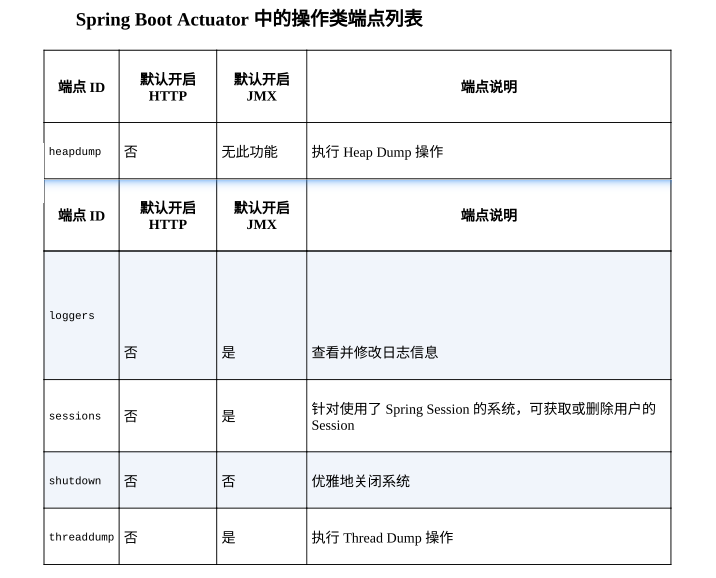 Spring Boot Actuator 中的操作类端点列表
端点 ID 默认开启 HTTP 默认开启 JMX 端点说明
heapdump 否 无此功能 执行 Heap Dump 操作
端点 ID 默认开启 HTTP 默认开启 JMX 端点说明
loggers 否 是 查看并修改日志信息
sessions 否 是 针对使用了 Spring Session 的系统，可获取或删除用户的
Session
shutdown 否 否 优雅地关闭系统
threaddump 否 是 执行 Thread Dump 操作